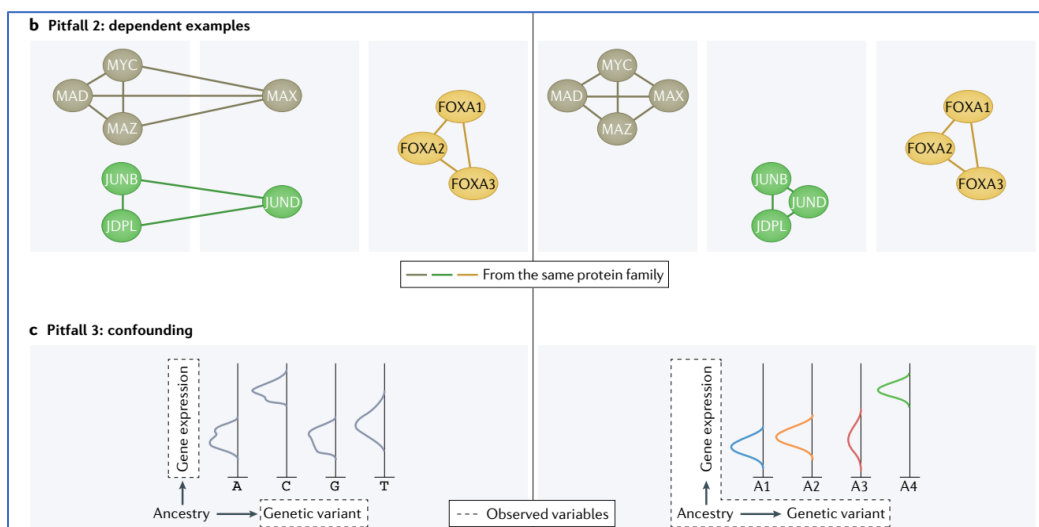 b Pitfall 2: dependent examples
MYC
MAD
MAX
MAZ
JUNB
JUND
JDPL
FOXA1
FOXA2
FOXA3
MYC
MAD
MAX
MAZ
JUNB
JUND
JDPL
FOXA1
FOXA2
FOXA3
From the same protein family
c Pitfall 3: confounding
Gene expression
A C G T
Ancestry
Genetic variant
Observed variables
Gene expression
A1 A2 A3 A4
Ancestry
Genetic variant